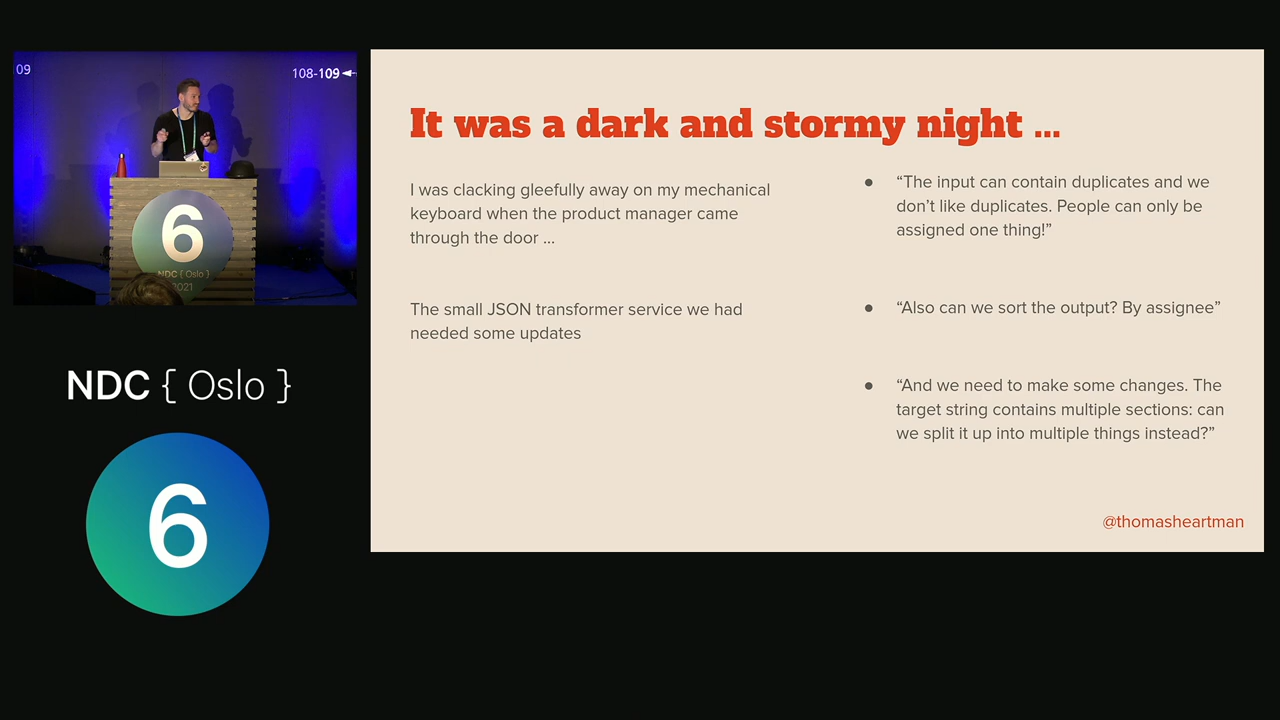 09
108-109
6
NDC { Oslo }
2021
NDC { Oslo }
6
It was a dark and stormy night ...
I was clacking gleefully away on my mechanical
keyboard when the product manager came
through the door ...
The small JSON transformer service we had
needed some updates
● “The input can contain duplicates and we
don’t like duplicates. People can only be
assigned one thing!”
● “Also can we sort the output? By assignee”
● “And we need to make some changes. The
target string contains multiple sections: can
we split it up into multiple things instead?”
@thomasheartman